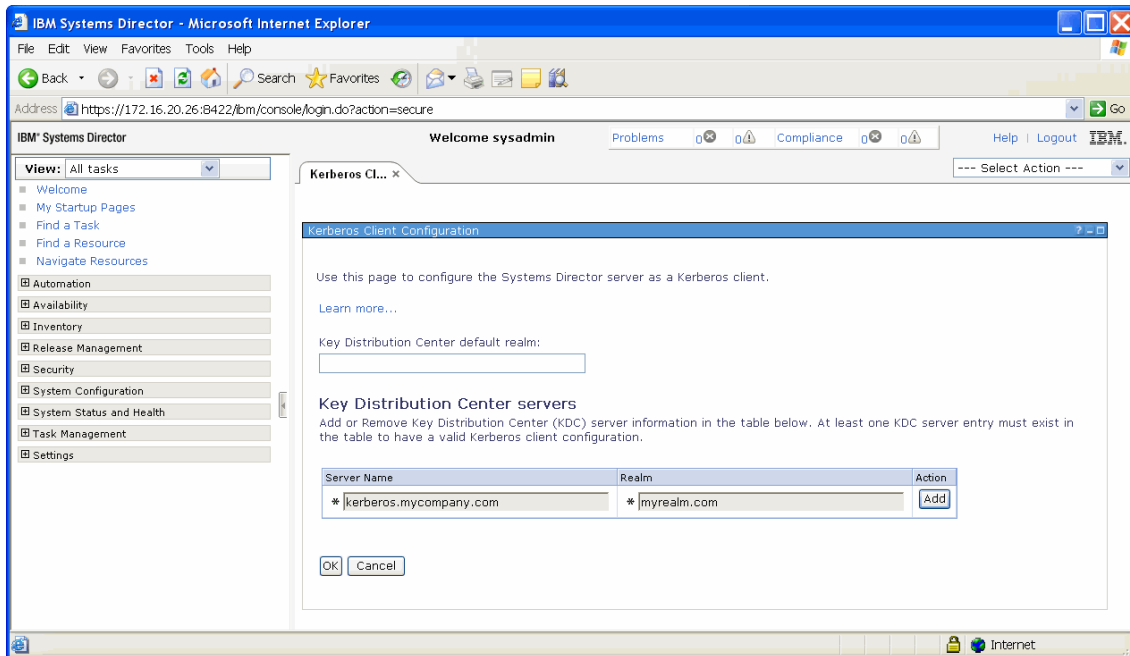 IBM Systems Director - Microsoft Internet Explorer
File Edit View Favorites Tools Help
Back Search Favorites
Address https://172.16.20.26:8422/ibm/console/login.do?action=secure Go
IBM® Systems Director Welcome sysadmin Problems 0 0 Compliance 0 0 Help | Logout IBM.
View: All tasks
Kerberos Cl... × --- Select Action ---
Welcome
My Startup Pages
Find a Task
Find a Resource
Navigate Resources
Automation
Availability
Inventory
Release Management
Security
System Configuration
System Status and Health
Task Management
Settings
Kerberos Client Configuration ?
Use this page to configure the Systems Director server as a Kerberos client.
Learn more...
Key Distribution Center default realm:
Key Distribution Center servers
Add or Remove Key Distribution Center (KDC) server information in the table below. At least one KDC server entry must exist in
the table to have a valid Kerberos client configuration.
Server Name Realm Action
* kerberos.mycompany.com * myrealm.com Add
OK Cancel
Internet